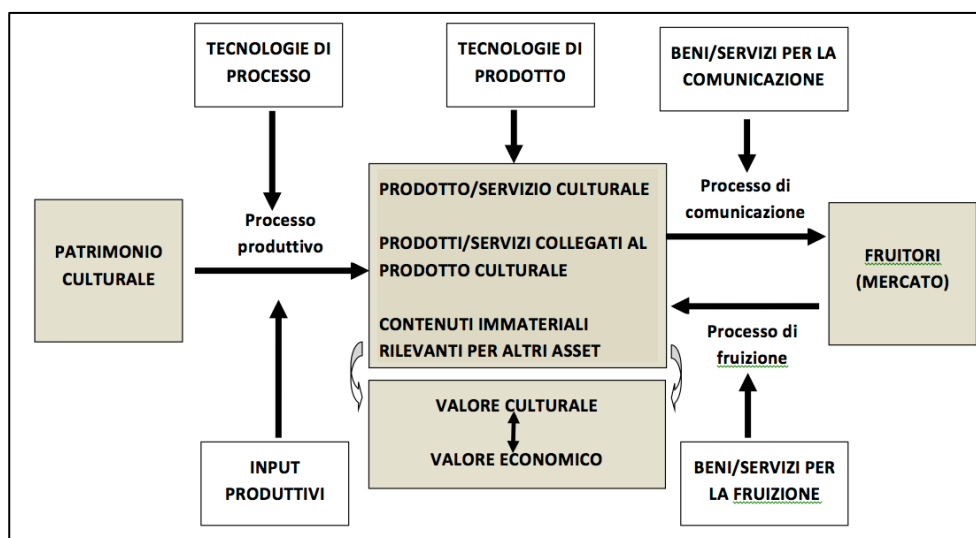 TECNOLOGIE DI
PROCESSO
TECNOLOGIE DI
PRODOTTO
BENI/SERVIZI PER LA
COMUNICAZIONE
PATRIMONIO
CULTURALE
Processo
produttivo
PRODOTTO/SERVIZIO CULTURALE
PRODOTTI/SERVIZI COLLEGATI AL
PRODOTTO CULTURALE
CONTENUTI IMMATERIALI
RILEVANTI PER ALTRI ASSET
Processo di
comunicazione
FRUITORI
(MERCATO)
Processo di
fruizione
VALORE CULTURALE
VALORE ECONOMICO
INPUT
PRODUTTIVI
BENI/SERVIZI PER
LA FRUIZIONE